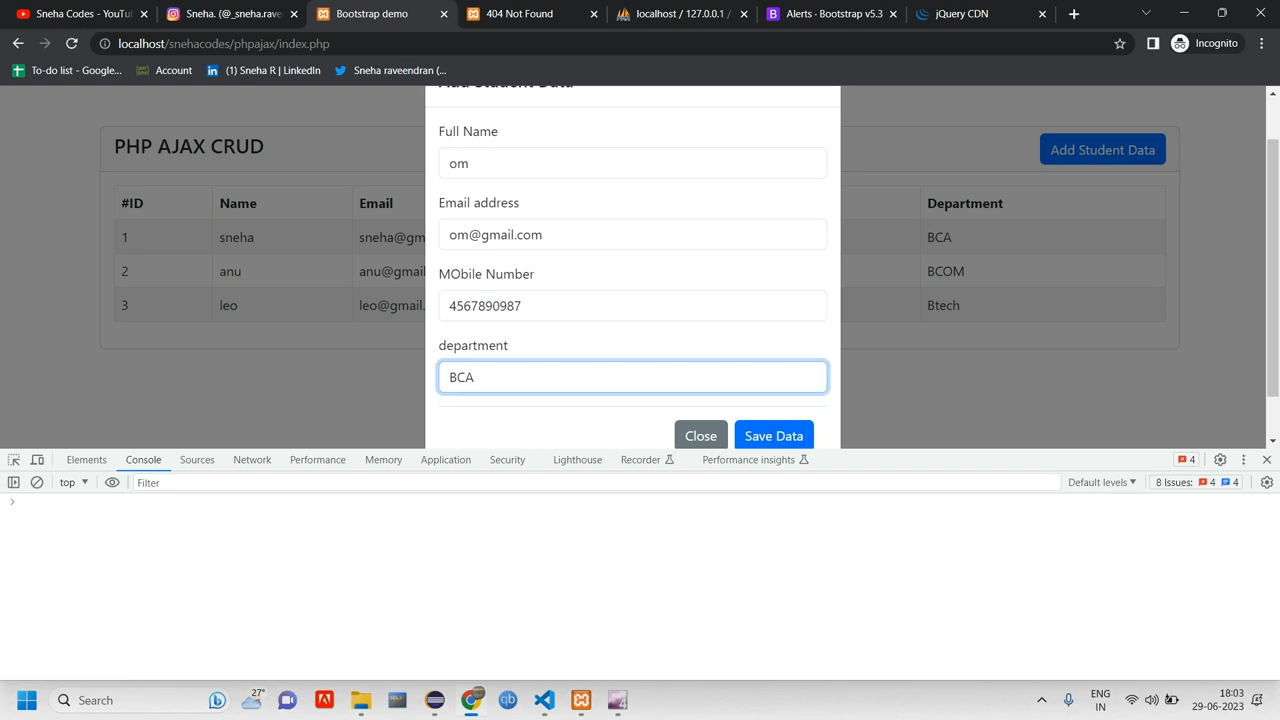 Sneha Codes - YouTu
Sneha. (@_sneha.rave
Bootstrap demo
404 Not Found
localhost / 127.0.0.1 /
Alerts · Bootstrap v5.3
jQuery CDN
localhost/snehacodes/phpajax/index.php
Incognito
To-do list - Google...
Account
(1) Sneha R | LinkedIn
Sneha raveendran (...
Add Student Data
PHP AJAX CRUD
Add Student Data
#ID Name Email Department
1 sneha sneha@gm BCA
2 anu anu@gmail BCOM
3 leo leo@gmail. Btech
Full Name
om
Email address
om@gmail.com
MObile Number
4567890987
department
BCA
Close Save Data
Elements Console Sources Network Performance Memory Application Security Lighthouse Recorder Performance insights 4
top Filter Default levels 8 Issues: 4 4
27°
Search
ENG
IN
18:03
29-06-2023